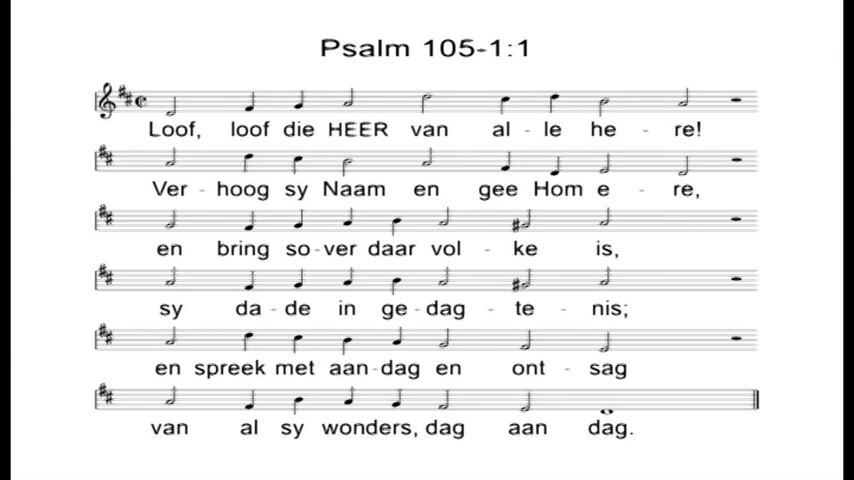 Psalm 105-1:1
Loof, loof die HEER van al - le he - re!
Ver - hoog sy Naam en gee Hom e - re,
en bring so - ver daar vol - ke is,
sy da - de in ge - dag - te - nis;
en spreek met aan - dag en ont - sag
van al sy wonders, dag aan dag.